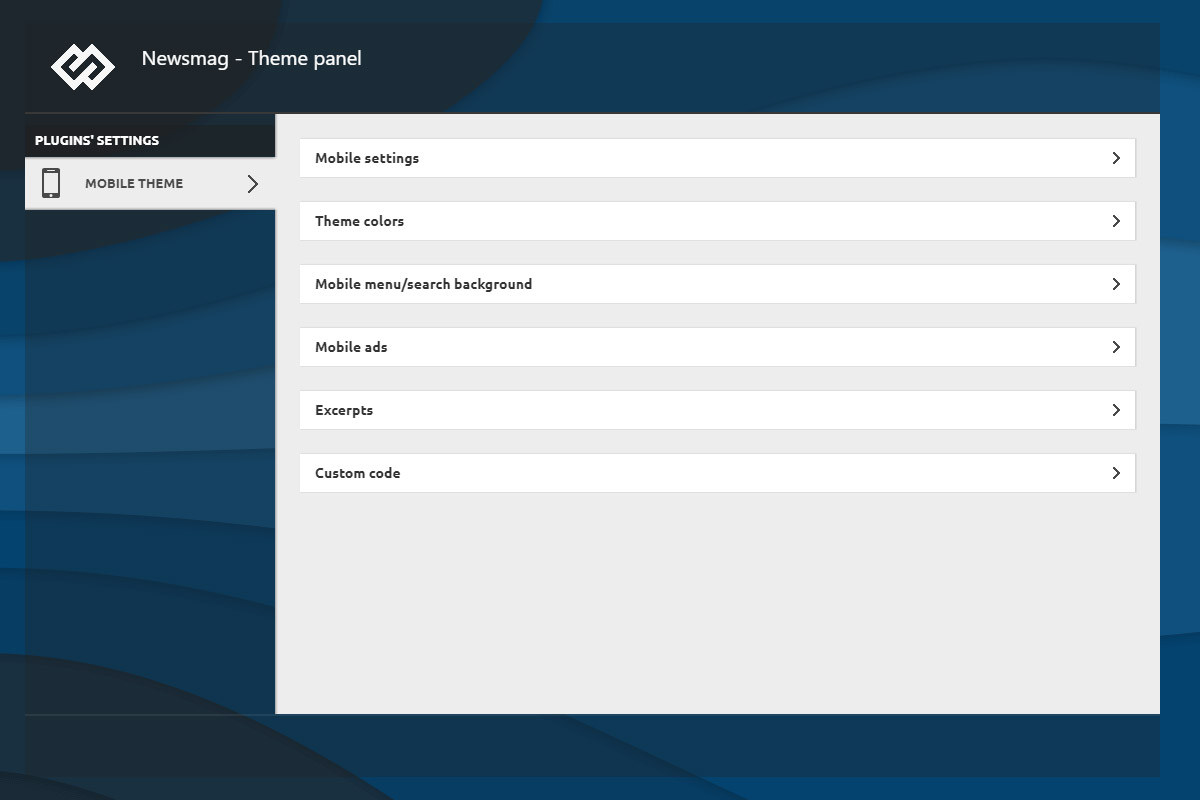 Newsmag - Theme panel
PLUGINS' SETTINGS
MOBILE THEME
Mobile settings
Theme colors
Mobile menu/search background
Mobile ads
Excerpts
Custom code